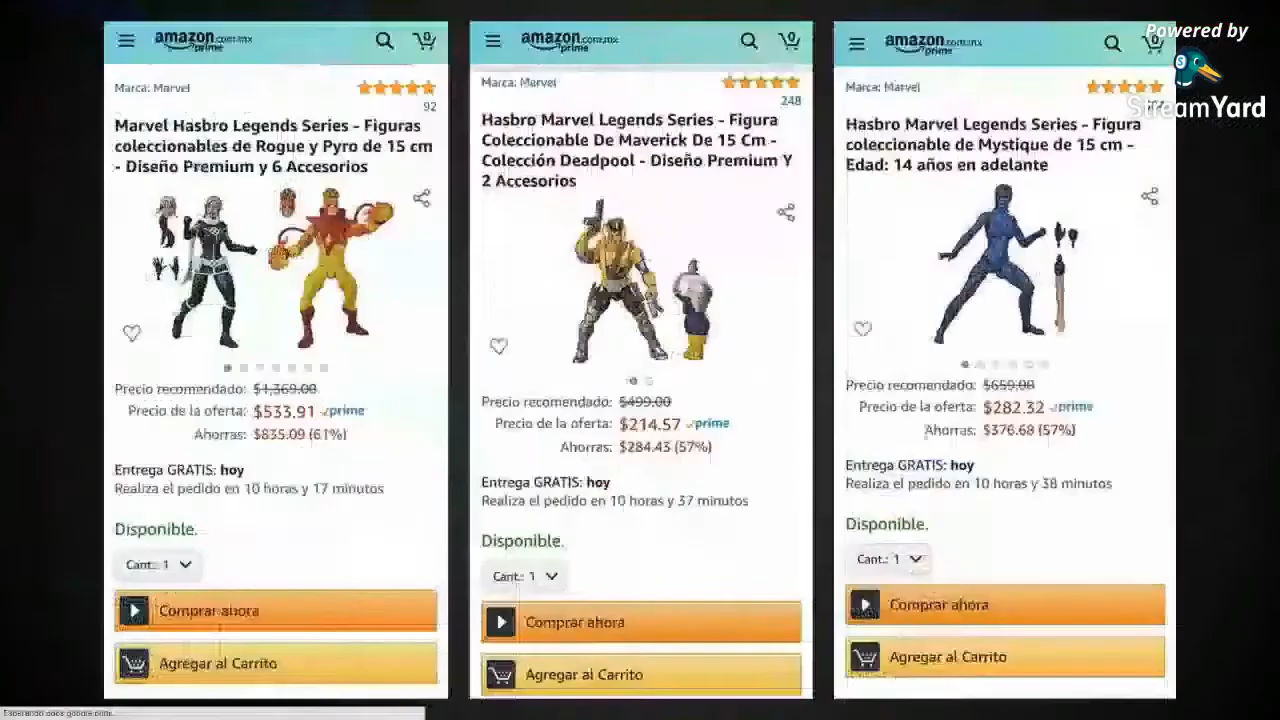 Powered by
StreamYard
amazon.com.mx
prime
0
Marca: Marvel
92
Marvel Hasbro Legends Series - Figuras
coleccionables de Rogue y Pyro de 15 cm
- Diseño Premium y 6 Accesorios
Precio recomendado: $1,369.00
Precio de la oferta: $533.91 prime
Ahorras: $835.09 (61%)
Entrega GRATIS: hoy
Realiza el pedido en 10 horas y 17 minutos
Disponible.
Cant.: 1
Comprar ahora
Agregar al Carrito
amazon.com.mx
prime
0
Marca: Marvel
248
Hasbro Marvel Legends Series - Figura
Coleccionable De Maverick De 15 Cm -
Colección Deadpool - Diseño Premium Y
2 Accesorios
Precio recomendado: $499.00
Precio de la oferta: $214.57 prime
Ahorras: $284.43 (57%)
Entrega GRATIS: hoy
Realiza el pedido en 10 horas y 37 minutos
Disponible.
Cant.: 1
Comprar ahora
Agregar al Carrito
amazon.com.mx
prime
0
Marca: Marvel
Hasbro Marvel Legends Series - Figura
coleccionable de Mystique de 15 cm -
Edad: 14 años en adelante
Precio recomendado: $659.00
Precio de la oferta: $282.32 prime
Ahorras: $376.68 (57%)
Entrega GRATIS: hoy
Realiza el pedido en 10 horas y 38 minutos
Disponible.
Cant.: 1
Comprar ahora
Agregar al Carrito
Esperando docs.google.com...